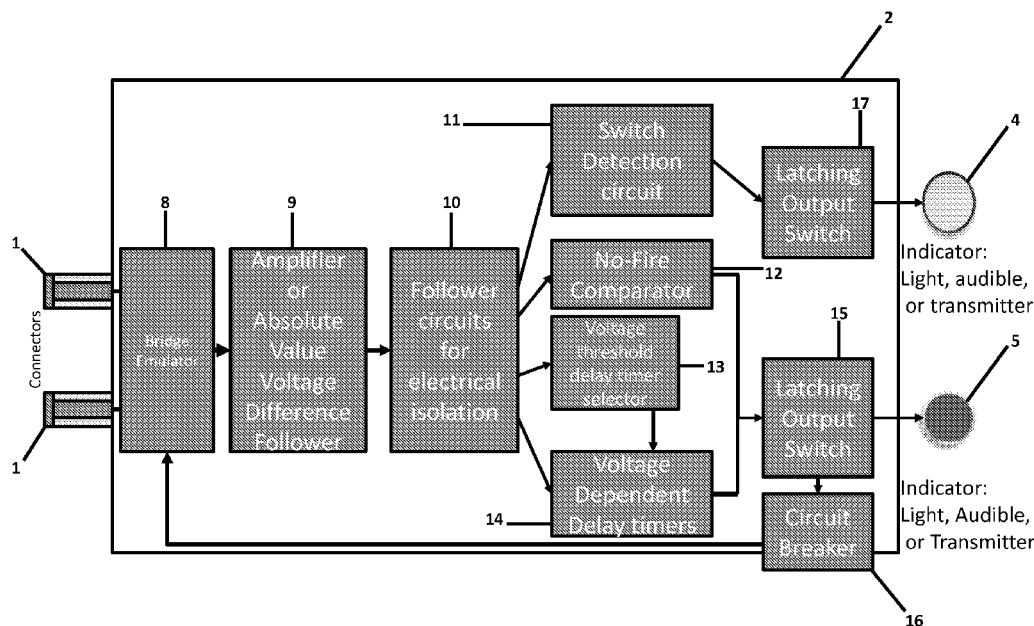 2
17
4
11
Switch
Detection
circuit
Latching
Output
Switch
8
9
10
1
Connectors
1
Bridge
Emulator
Amplifier
or
Absolute
Value
Voltage
Difference
Follower
Follower
circuits
for
electrical
isolation
No-Fire
Comparator
12
Voltage
threshold
delay timer
selector
13
Voltage
Dependent
Delay timers
14
Indicator:
Light, audible,
or transmitter
15
5
Latching
Output
Switch
Indicator:
Light, Audible,
or Transmitter
Circuit
Breaker
16